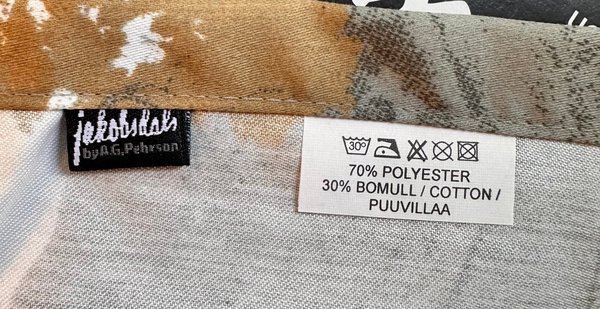 jakobsdals
by A.G. Pehrson
30°
70% POLYESTER
30% BOMULL / COTTON /
PUUVILLAA